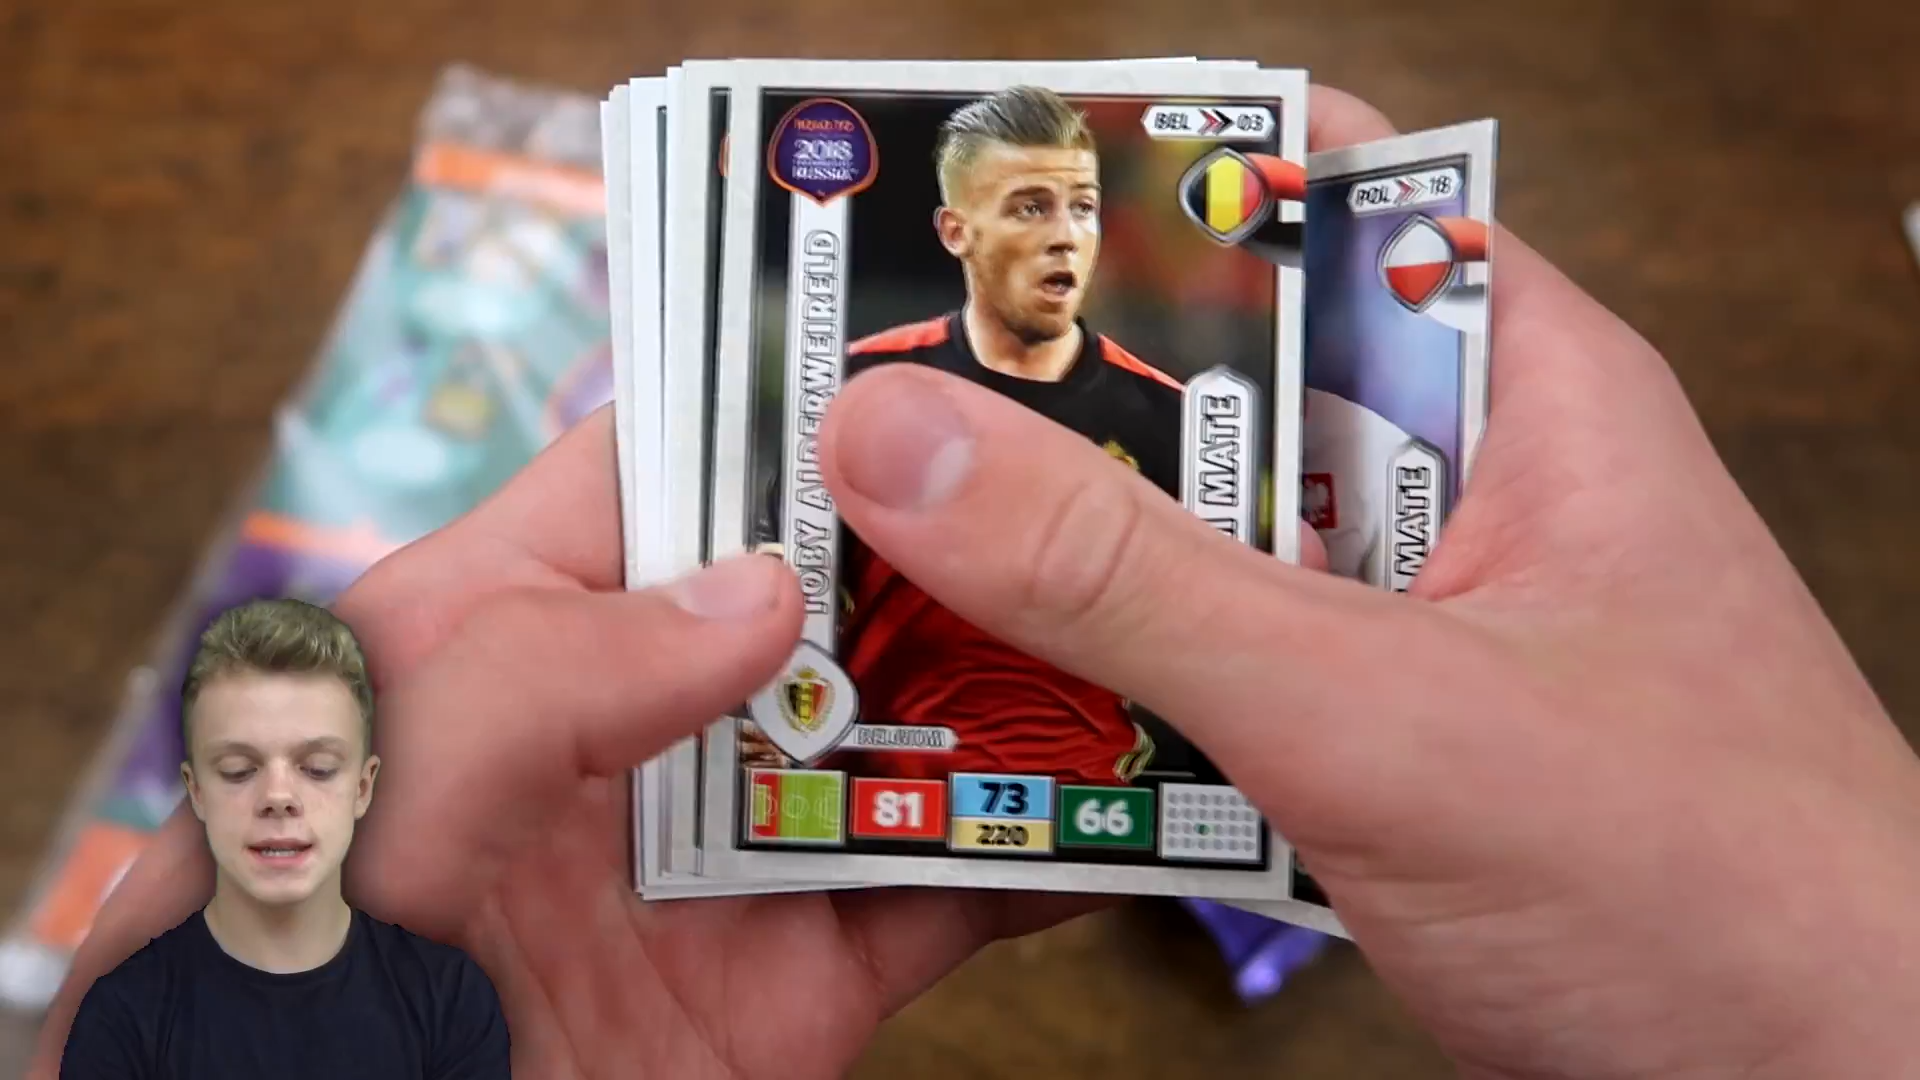 2018
RUSSIA
BEL 03
TOBY ALDERWEIRELD
MATE
BELGIUM
81
73
220
66
POL 18
MATE